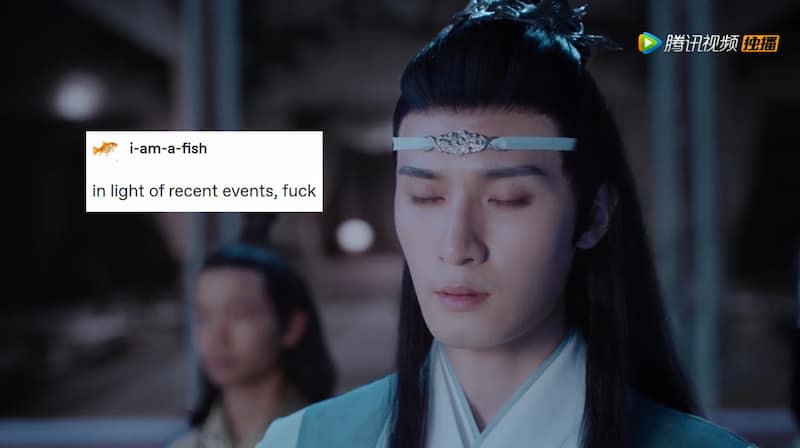 腾讯视频 独播
i-am-a-fish
in light of recent events, fuck